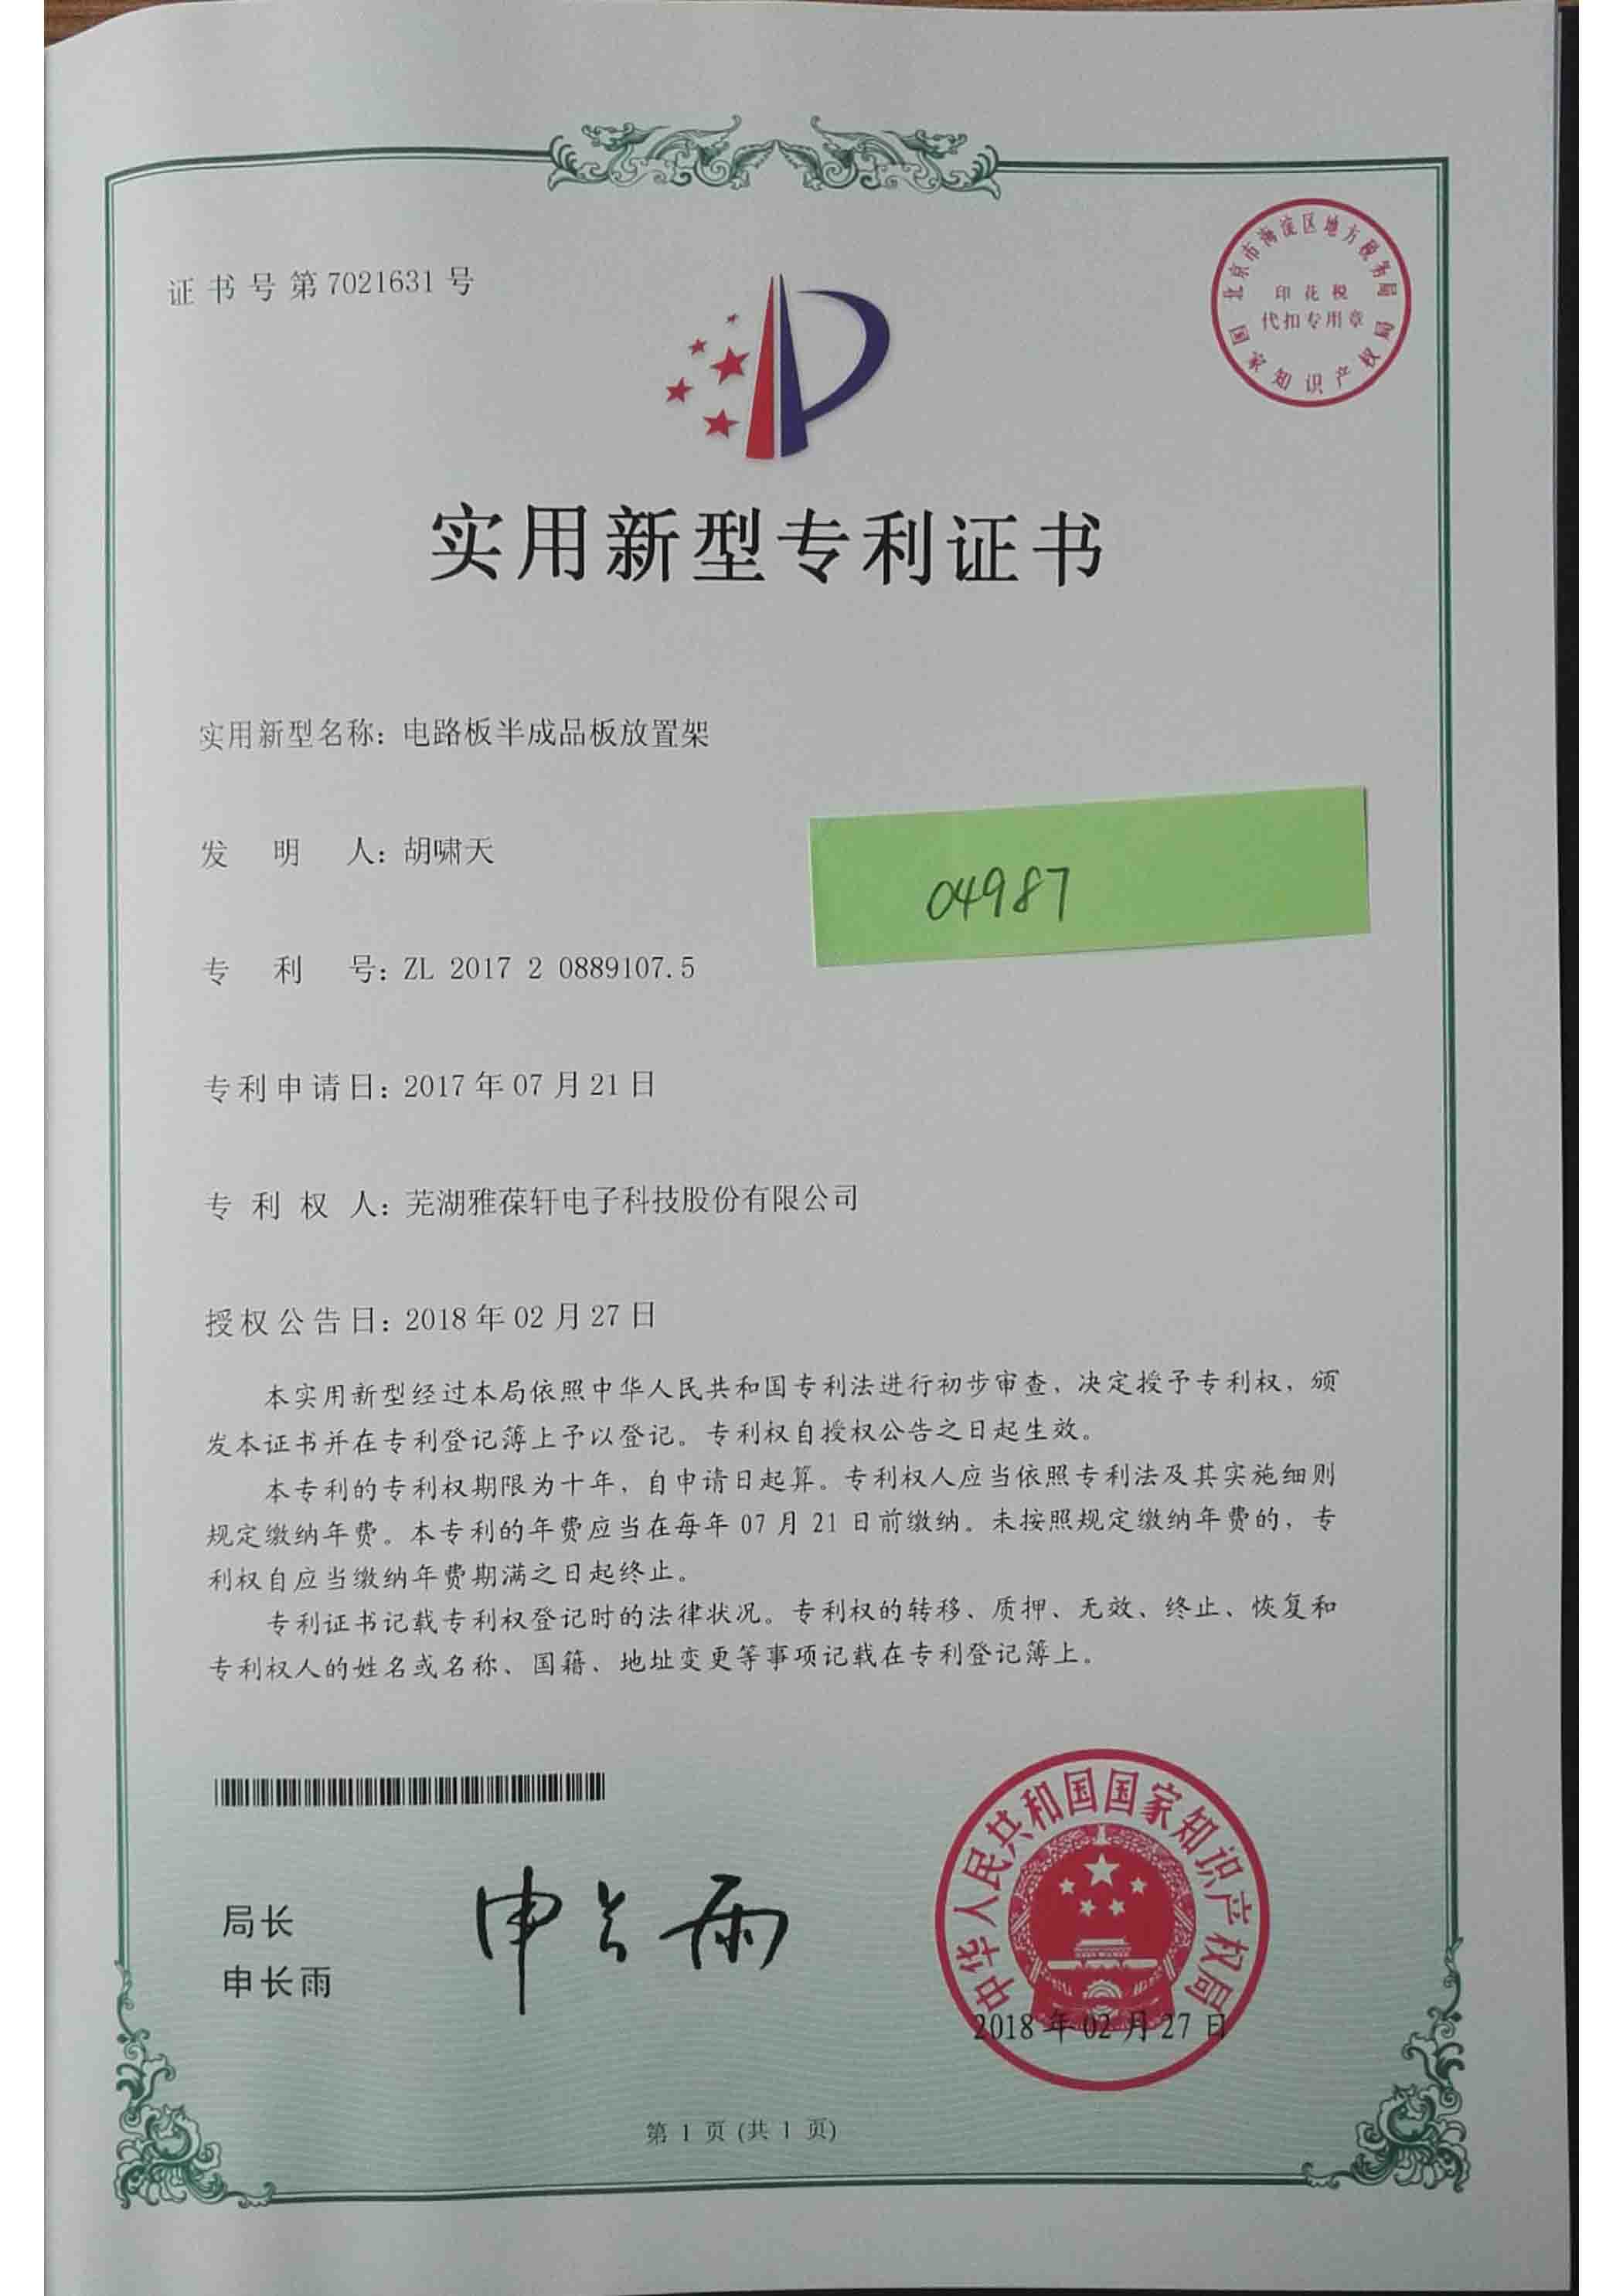 证书号第7021631号
北京市海淀区地方税务局
印花税
代扣专用章
国家知识产权局
实用新型专利证书
实用新型名称：电路板半成品板放置架
发明人：胡啸天
04987
专利号：ZL 2017 2 0889107.5
专利申请日：2017年07月21日
专利权人：芜湖雅葆轩电子科技股份有限公司
授权公告日：2018年02月27日
本实用新型经过本局依照中华人民共和国专利法进行初步审查，决定授予专利权，颁
发本证书并在专利登记簿上予以登记。专利权自授权公告之日起生效。
本专利的专利权期限为十年，自申请日起算。专利权人应当依照专利法及其实施细则
规定缴纳年费。本专利的年费应当在每年07月21日前缴纳。未按照规定缴纳年费的，专
利权自应当缴纳年费期满之日起终止。
专利证书记载专利权登记时的法律状况。专利权的转移、质押、无效、终止、恢复和
专利权人的姓名或名称、国籍、地址变更等事项记载在专利登记簿上。
局长
申长雨
申长雨
中华人民共和国国家知识产权局
2018年02月27日
第1页(共1页)